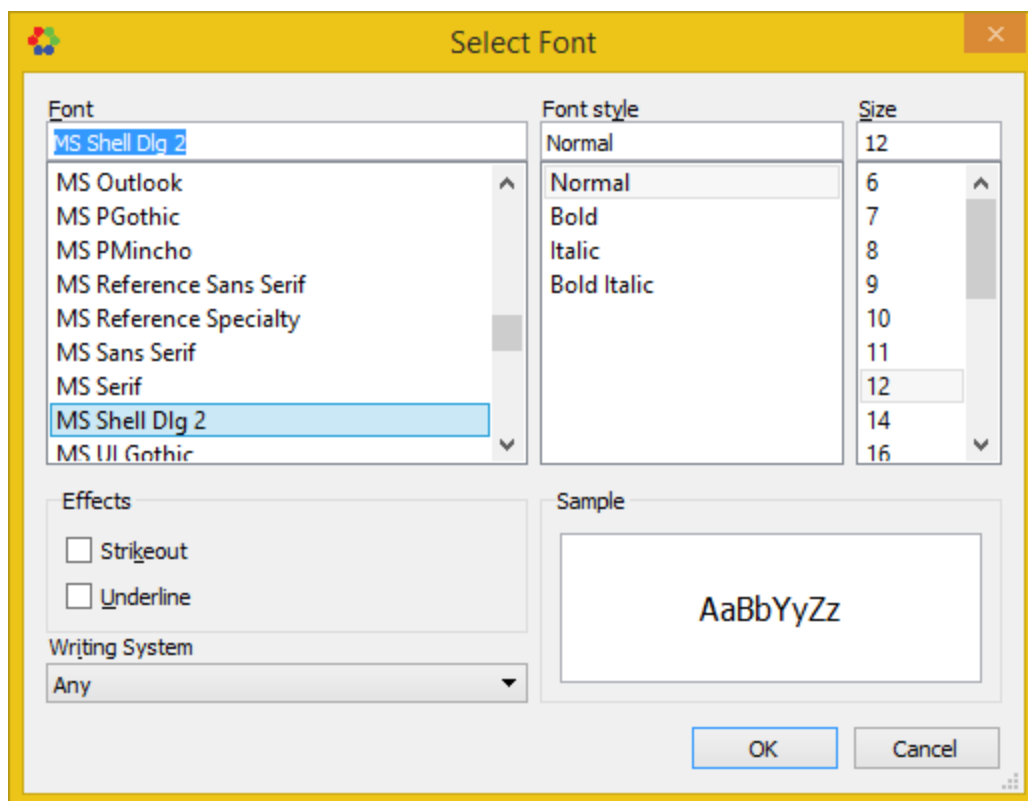 Select Font
Font
MS Shell Dlg 2
MS Outlook
MS PGothic
MS PMincho
MS Reference Sans Serif
MS Reference Specialty
MS Sans Serif
MS Serif
MS Shell Dlg 2
MS UI Gothic
Font style
Normal
Normal
Bold
Italic
Bold Italic
Size
12
6
7
8
9
10
11
12
14
16
Effects
Strikeout
Underline
Writing System
Any
Sample
AaBbYyZz
OK
Cancel